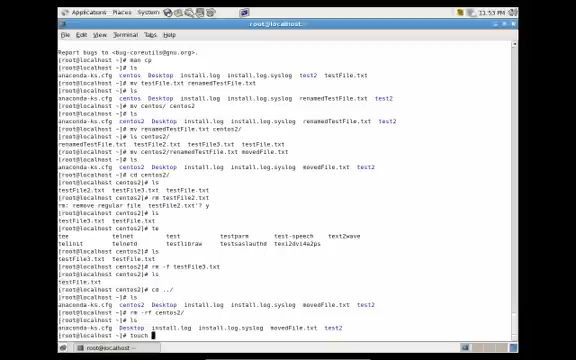 Applications Places System 11:53 PM
root@localhost:~
File Edit View Terminal Tabs Help
Report bugs to <bug-coreutils@gnu.org>.
[root@localhost ~]# man cp
[root@localhost ~]# ls
anaconda-ks.cfg centos Desktop install.log install.log.syslog test2 testFile.txt
[root@localhost ~]# mv testFile.txt renamedTestFile.txt
[root@localhost ~]# ls
anaconda-ks.cfg centos Desktop install.log install.log.syslog renamedTestFile.txt test2
[root@localhost ~]# mv centos/ centos2
[root@localhost ~]# ls
anaconda-ks.cfg centos2 Desktop install.log install.log.syslog renamedTestFile.txt test2
[root@localhost ~]# mv renamedTestFile.txt centos2/
[root@localhost ~]# ls centos2/
renamedTestFile.txt testFile2.txt testFile3.txt testFile.txt
[root@localhost ~]# mv centos2/renamedTestFile.txt movedFile.txt
[root@localhost ~]# ls
anaconda-ks.cfg centos2 Desktop install.log install.log.syslog movedFile.txt test2
[root@localhost ~]# cd centos2/
[root@localhost centos2]# ls
testFile2.txt testFile3.txt testFile.txt
[root@localhost centos2]# rm testFile2.txt
rm: remove regular file `testFile2.txt'? y
[root@localhost centos2]# ls
testFile3.txt testFile.txt
[root@localhost centos2]# te
tee telnet test test-speech text2wave
telinit telnetd testlibraw testsaslauthd texi2dvi4a2ps
[root@localhost centos2]# ls
testFile3.txt testFile.txt
[root@localhost centos2]# rm -f testFile3.txt
[root@localhost centos2]# ls
testFile.txt
[root@localhost centos2]# cd ../
[root@localhost ~]# ls
anaconda-ks.cfg centos2 Desktop install.log install.log.syslog movedFile.txt test2
[root@localhost ~]# rm -rf centos2/
[root@localhost ~]# ls
anaconda-ks.cfg Desktop install.log install.log.syslog movedFile.txt test2
[root@localhost ~]# touch
root@localhost:~